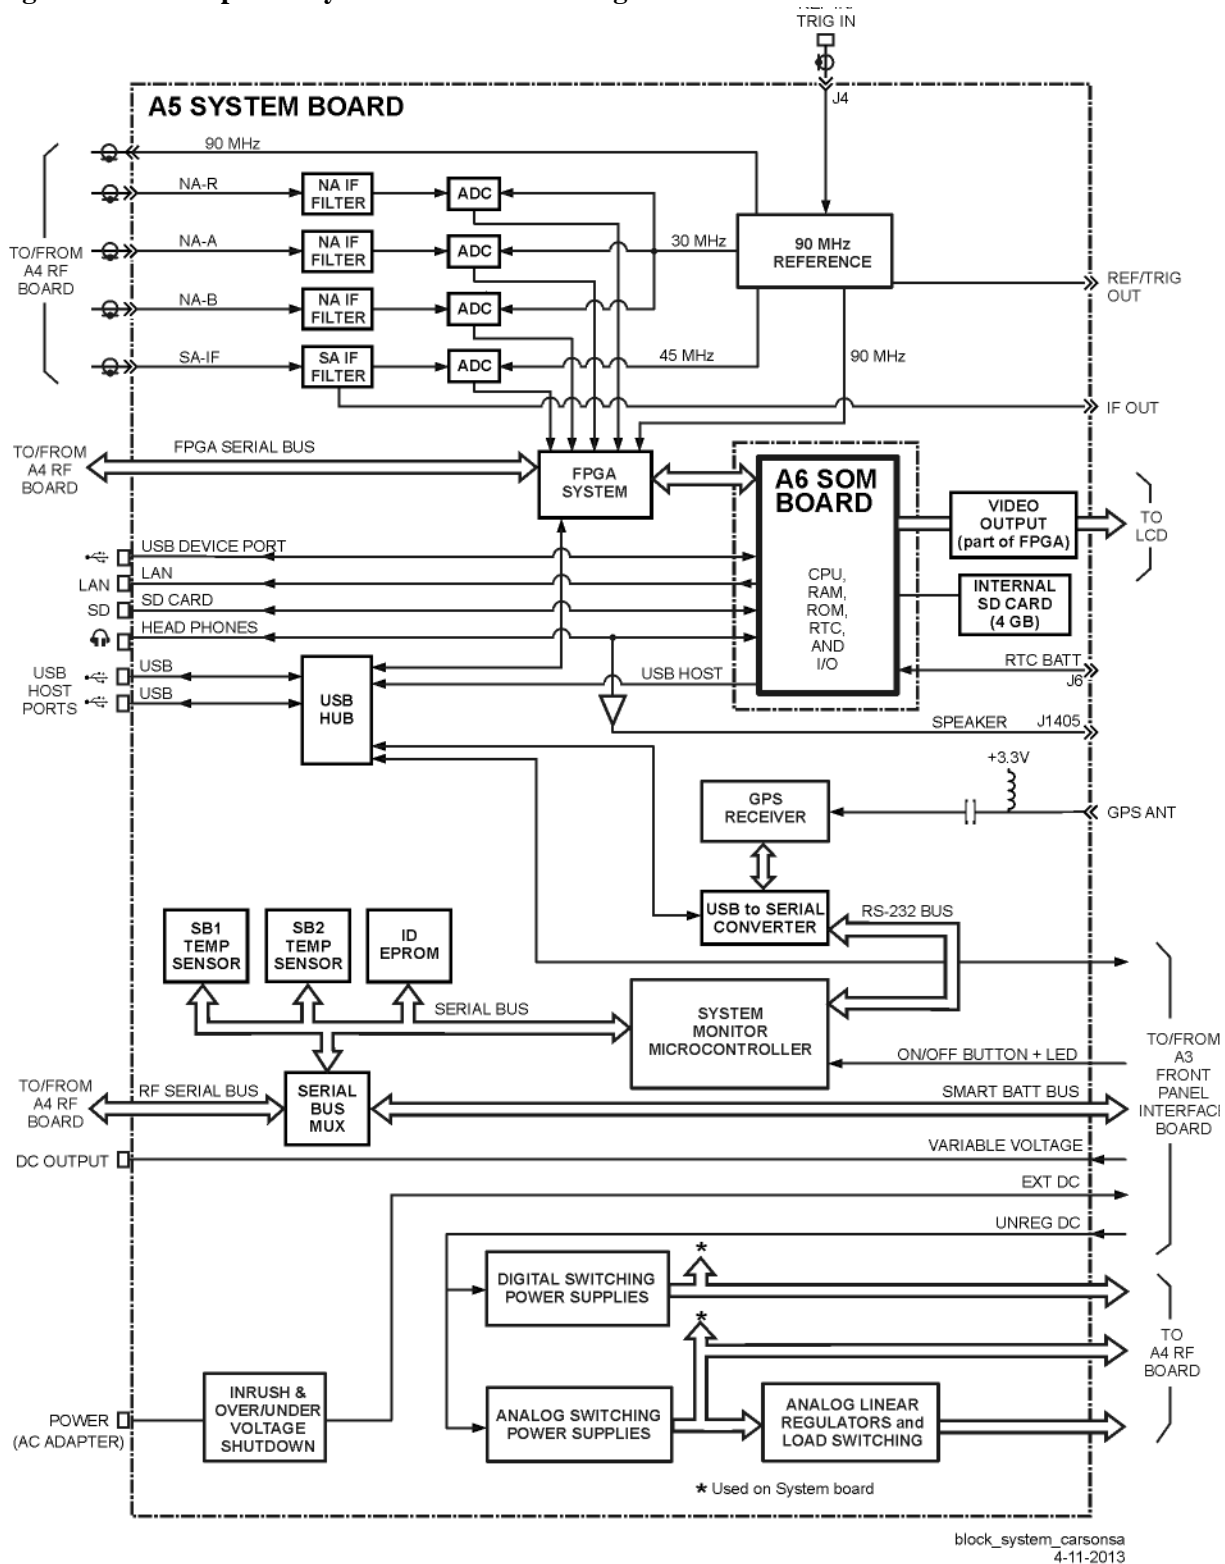 TRIG IN
J4
A5 SYSTEM BOARD
90 MHz
NA-R
NA IF
FILTER
ADC
NA-A
NA IF
FILTER
ADC
30 MHz
90 MHz
REFERENCE
TO/FROM
A4 RF
BOARD
REF/TRIG
OUT
NA-B
NA IF
FILTER
ADC
SA-IF
SA IF
FILTER
ADC
45 MHz
90 MHz
IF OUT
TO/FROM
A4 RF
BOARD
FPGA SERIAL BUS
FPGA
SYSTEM
A6 SOM
BOARD
CPU,
RAM,
ROM,
RTC,
AND
I/O
VIDEO
OUTPUT
(part of FPGA)
TO
LCD
INTERNAL
SD CARD
(4 GB)
USB DEVICE PORT
LAN
LAN
SD
SD CARD
HEAD PHONES
USB
HOST
PORTS
USB
USB
USB
HUB
USB HOST
RTC BATT
J6
SPEAKER
J1405
+3.3V
GPS
RECEIVER
GPS ANT
USB to SERIAL
CONVERTER
RS-232 BUS
SB1
TEMP
SENSOR
SB2
TEMP
SENSOR
ID
EPROM
SERIAL BUS
SYSTEM
MONITOR
MICROCONTROLLER
ON/OFF BUTTON + LED
TO/FROM
A3
FRONT
PANEL
INTERFACE
BOARD
TO/FROM
A4 RF
BOARD
RF SERIAL BUS
SERIAL
BUS
MUX
SMART BATT BUS
DC OUTPUT
VARIABLE VOLTAGE
EXT DC
UNREG DC
*
DIGITAL SWITCHING
POWER SUPPLIES
*
TO
A4 RF
BOARD
POWER
(AC ADAPTER)
INRUSH &
OVER/UNDER
VOLTAGE
SHUTDOWN
ANALOG SWITCHING
POWER SUPPLIES
ANALOG LINEAR
REGULATORS and
LOAD SWITCHING
* Used on System board
block_system_carsonsa
4-11-2013